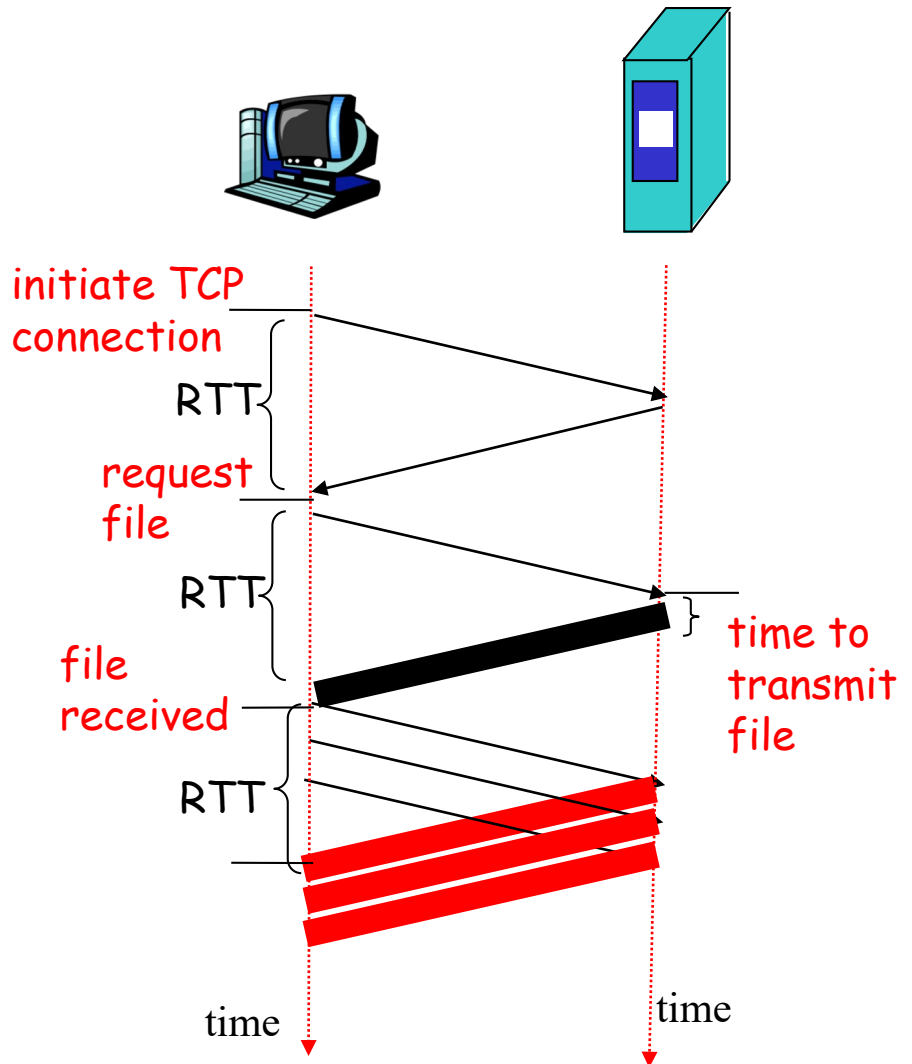 initiate TCP
connection
RTT
request
file
RTT
time to
transmit
file
file
received
RTT
time
time